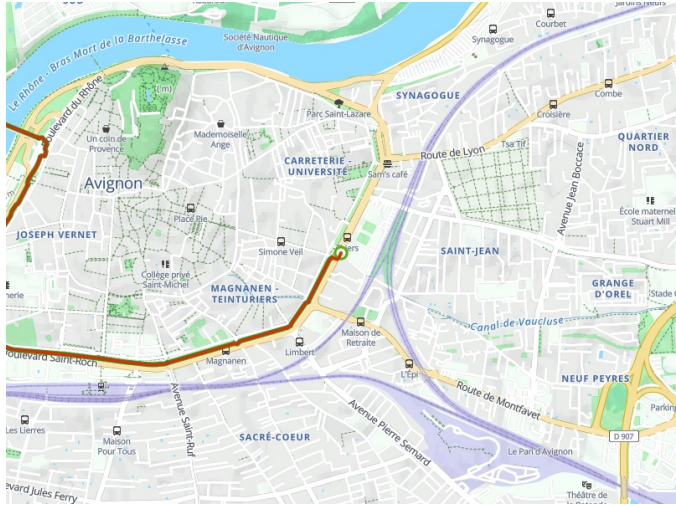 Jardins Neufs
Courbet
Société Nautique
d'Avignon
Synagogue
Le Rhône - Bras Mort de la Barthelasse
Combe
SYNAGOGUE
Boulevard du Rhône
Parc Saint-Lazare
Croisière
Un coin de
Provence
Mademoiselle
Ange
QUARTIER
NORD
Tsa Tif
Route de Lyon
CARRETERIE -
UNIVERSITÉ
Sam's café
Avignon
Avenue Jean Boccace
École maternel
Stuart Mill
Place Pie
JOSEPH VERNET
Simone Veil
SAINT-JEAN
Collège privé
Saint-Michel
MAGNANEN -
TEINTURIERS
GRANGE
D'OREL
Stade
Canal de Vaucluse
Maison de
Retraite
Limbert
Boulevard Saint-Roch
Magnanen
L'Épi
NEUF PEYRES
Route de Montfavet
Avenue Saint-Ruf
Avenue Pierre Semard
Parkin
Les Lierres
Maison
Pour Tous
SACRÉ-COEUR
D 907
Le Pan d'Avignon
evard Jules Ferry
Théâtre de